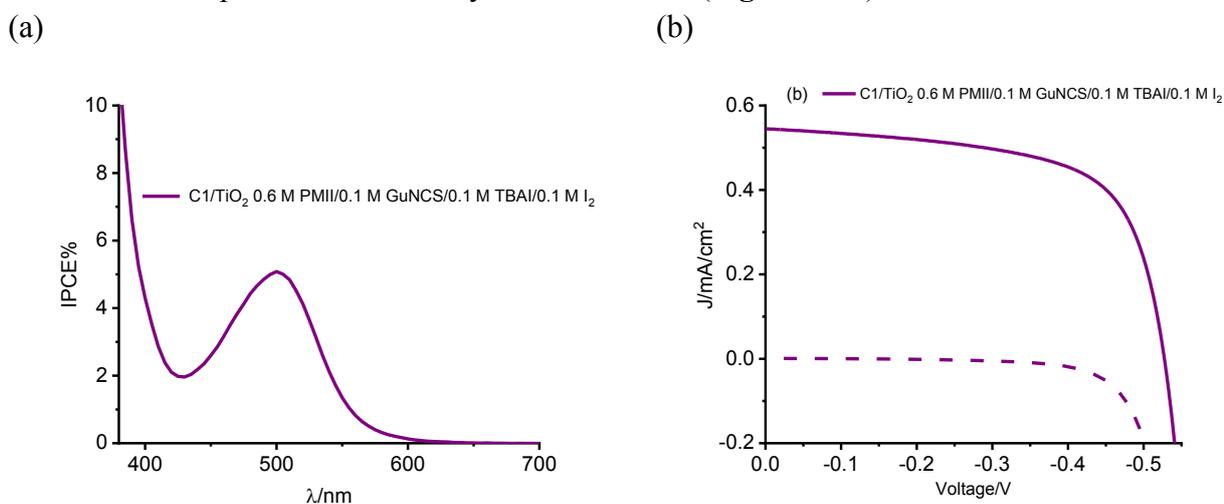 (a)
(b)
10
8
6
4
2
0
IPCE%
C1/TiO₂ 0.6 M PMII/0.1 M GuNCS/0.1 M TBAI/0.1 M I₂
400 500 600 700
λ/nm
(b) C1/TiO₂ 0.6 M PMII/0.1 M GuNCS/0.1 M TBAI/0.1 M I₂
0.6
0.4
0.2
0.0
-0.2
J/mA/cm²
0.0 -0.1 -0.2 -0.3 -0.4 -0.5
Voltage/V